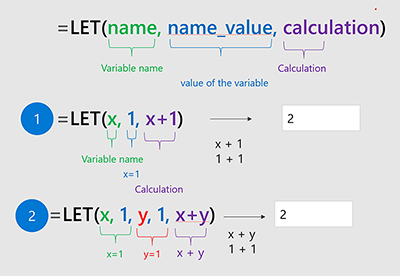 =LET(name, name_value, calculation)
Variable name
Calculation
value of the variable
1 =LET(x, 1, x+1)
2
x + 1
1 + 1
Variable name
x=1
Calculation
2 =LET(x, 1, y, 1, x+y)
2
x + y
1 + 1
x=1 y=1 x + y